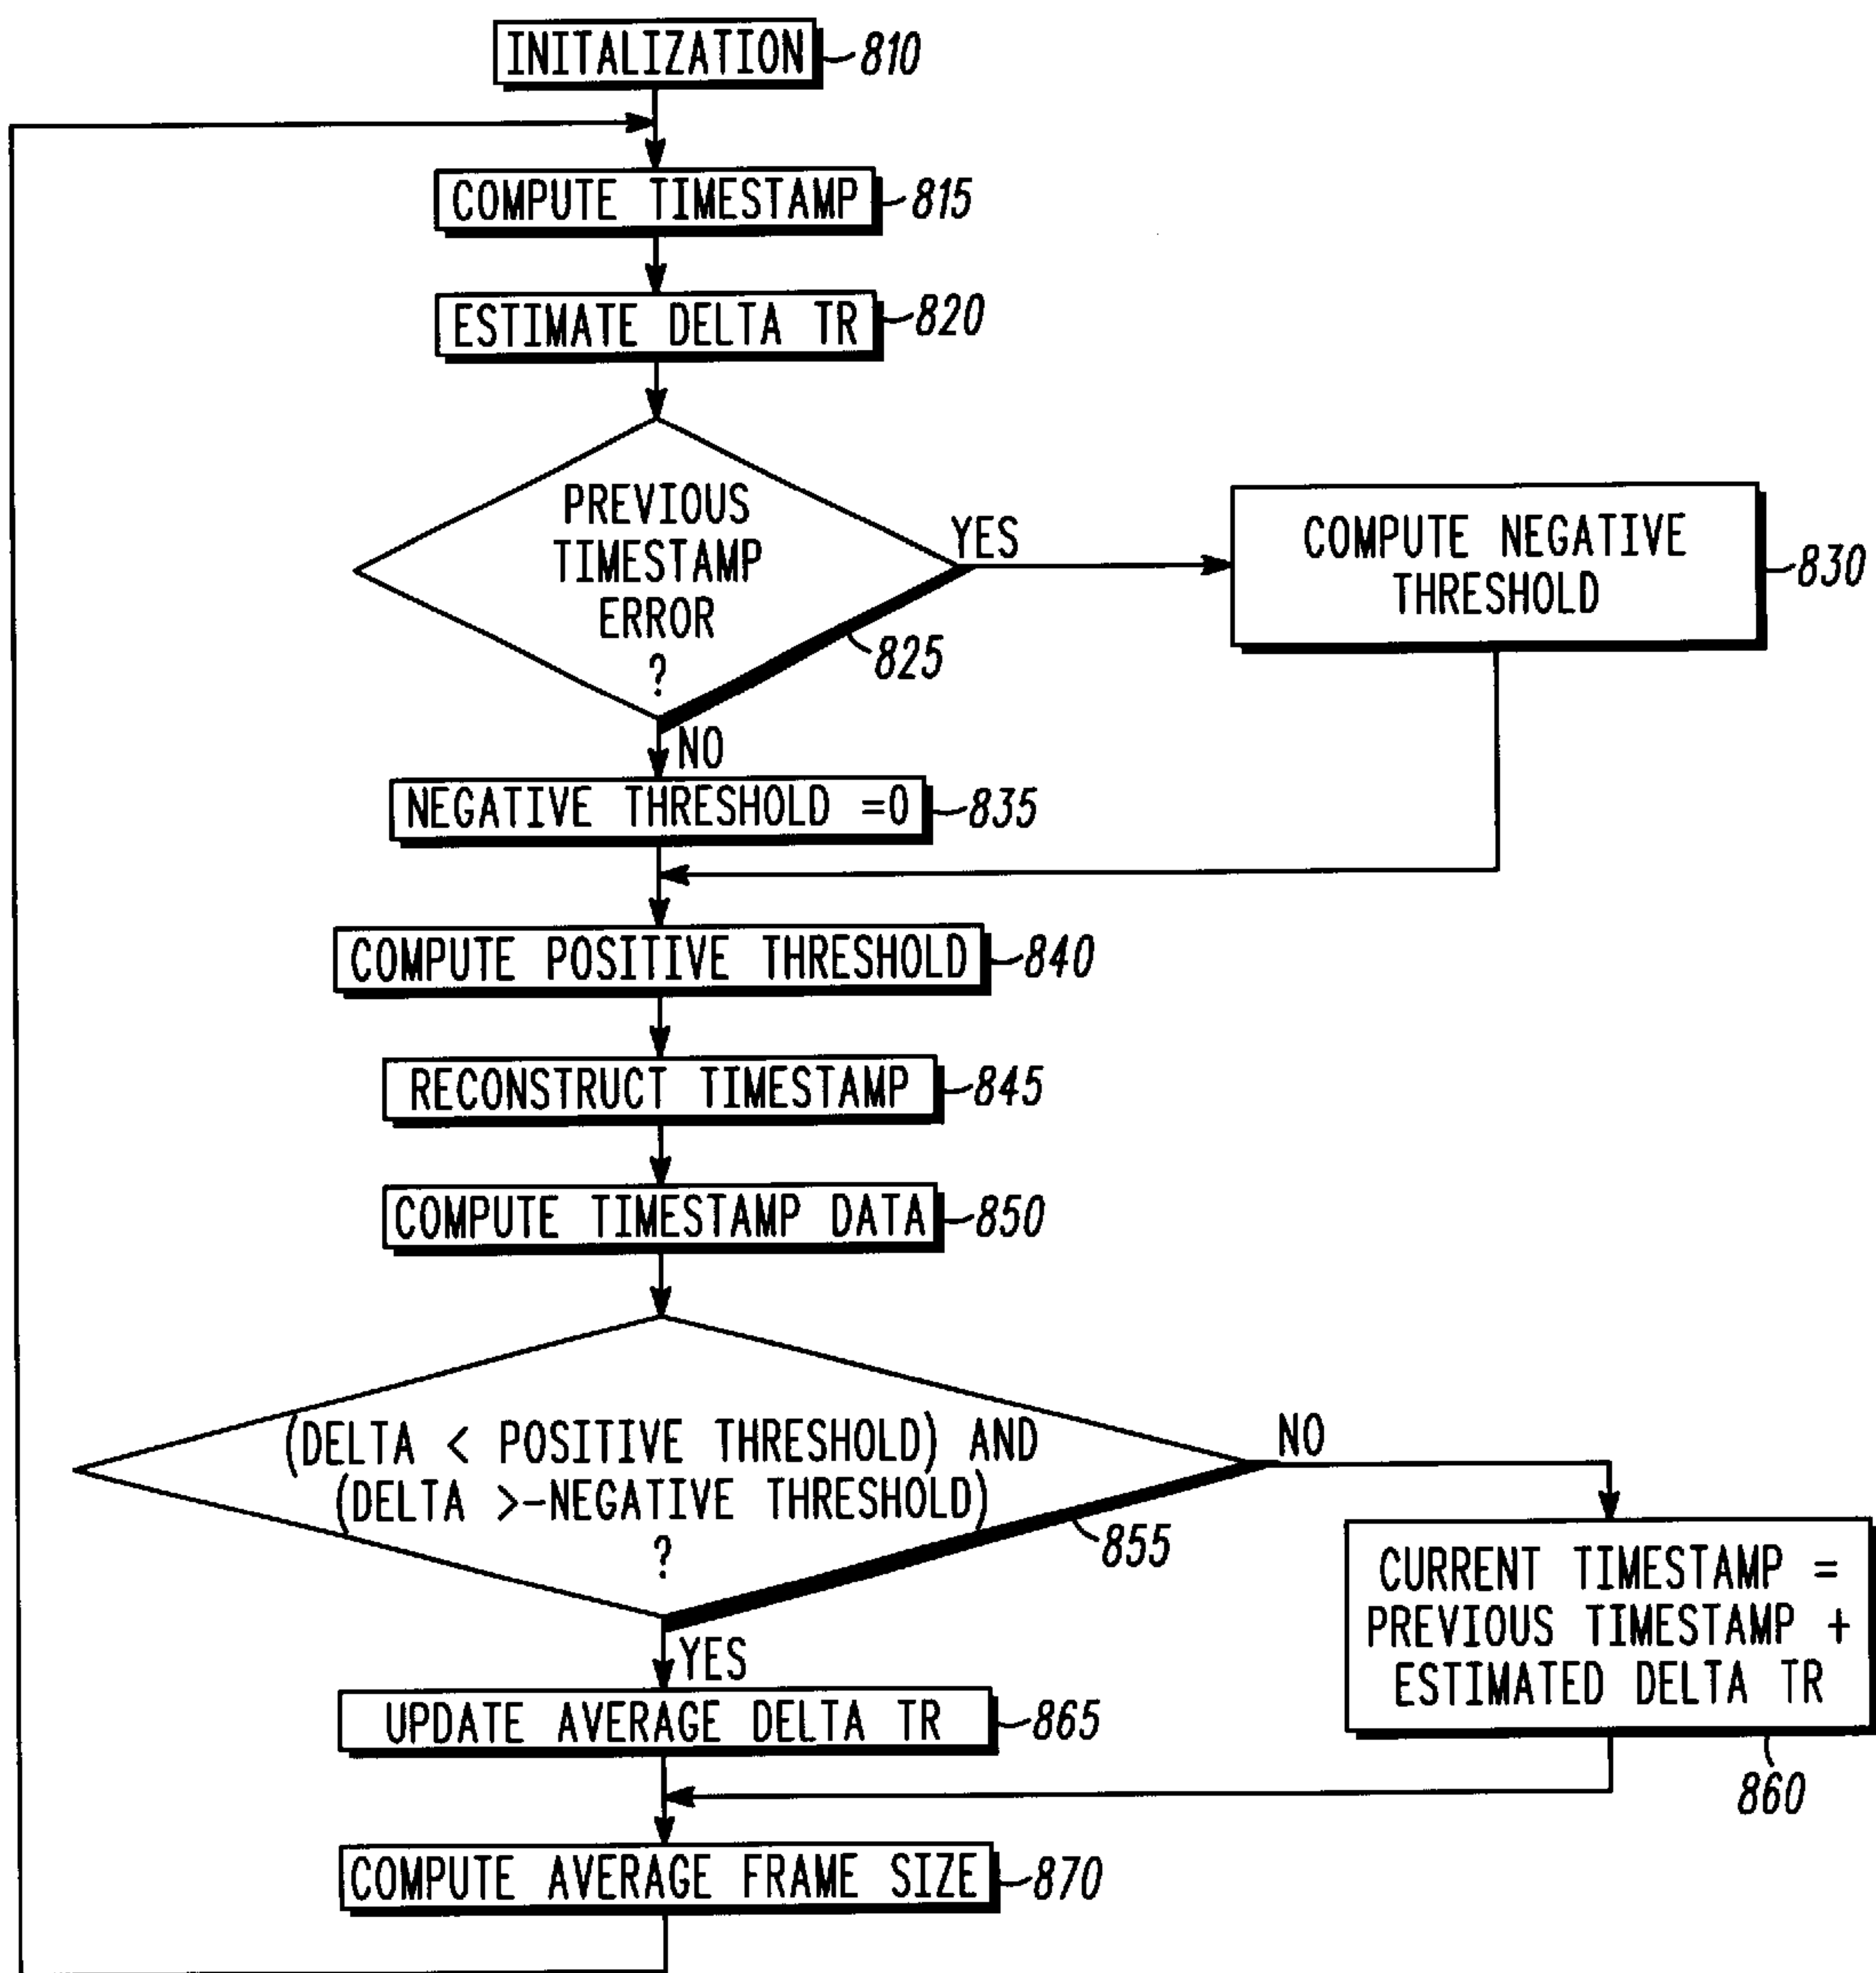 INITALIZATION
810
COMPUTE TIMESTAMP
815
ESTIMATE DELTA TR
820
PREVIOUS
TIMESTAMP
ERROR
?
825
YES
COMPUTE NEGATIVE
THRESHOLD
830
NO
NEGATIVE THRESHOLD =0
835
COMPUTE POSITIVE THRESHOLD
840
RECONSTRUCT TIMESTAMP
845
COMPUTE TIMESTAMP DATA
850
(DELTA < POSITIVE THRESHOLD) AND
(DELTA >-NEGATIVE THRESHOLD)
?
855
NO
CURRENT TIMESTAMP =
PREVIOUS TIMESTAMP +
ESTIMATED DELTA TR
860
YES
UPDATE AVERAGE DELTA TR
865
COMPUTE AVERAGE FRAME SIZE
870